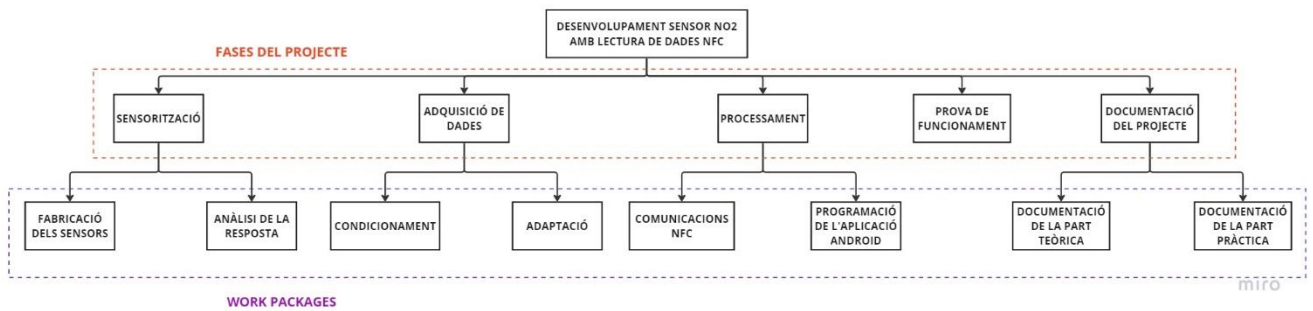 DESENVOLUPAMENT SENSOR NO2
AMB LECTURA DE DADES NFC
FASES DEL PROJECTE
SENSORITZACIÓ
ADQUISICIÓ DE
DADES
PROCESSAMENT
PROVA DE
FUNCIONAMENT
DOCUMENTACIÓ
DEL PROJECTE
FABRICACIÓ
DELS SENSORS
ANÀLISI DE LA
RESPOSTA
CONDICIONAMENT
ADAPTACIÓ
COMUNICACIONS
NFC
PROGRAMACIÓ
DE L'APLICACIÓ
ANDROID
DOCUMENTACIÓ
DE LA PART
TEÒRICA
DOCUMENTACIÓ
DE LA PART
PRÀCTICA
miro
WORK PACKAGES